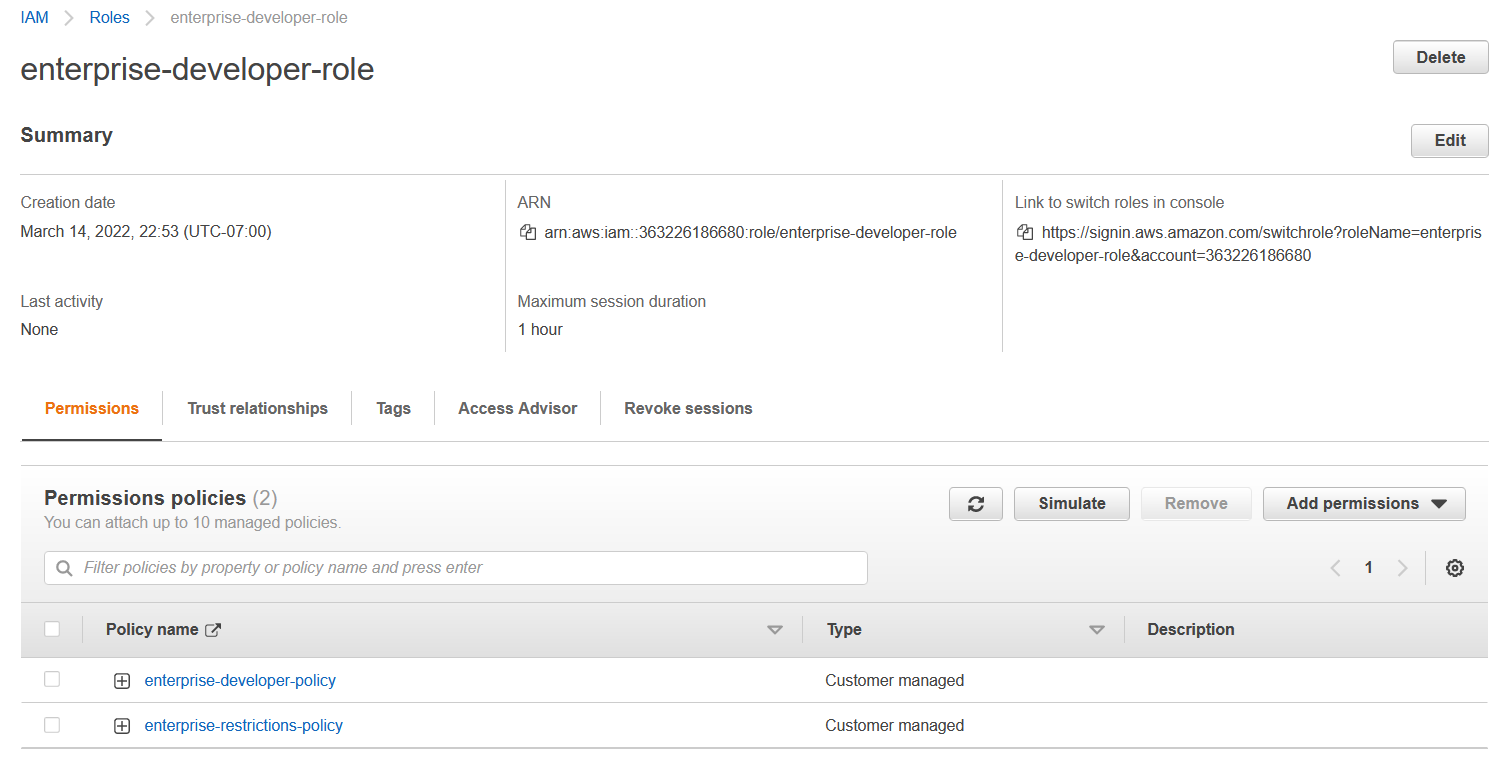 IAM > Roles > enterprise-developer-role
enterprise-developer-role
Delete
Summary
Edit
Creation date
March 14, 2022, 22:53 (UTC-07:00)
ARN
arn:aws:iam::363226186680:role/enterprise-developer-role
Link to switch roles in console
https://signin.aws.amazon.com/switchrole?roleName=enterpris
e-developer-role&account=363226186680
Last activity
None
Maximum session duration
1 hour
Permissions
Trust relationships
Tags
Access Advisor
Revoke sessions
Permissions policies (2)
You can attach up to 10 managed policies.
Simulate
Remove
Add permissions
Filter policies by property or policy name and press enter
1
Policy name
Type
Description
enterprise-developer-policy
Customer managed
enterprise-restrictions-policy
Customer managed